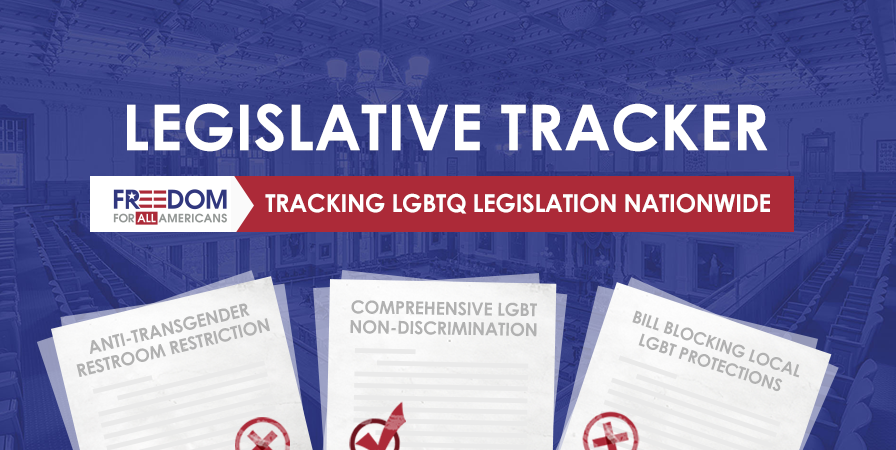 LEGISLATIVE TRACKER
FREEDOM
FOR ALL AMERICANS
TRACKING LGBTQ LEGISLATION NATIONWIDE
ANTI-TRANSGENDER
RESTROOM RESTRICTION
COMPREHENSIVE LGBT
NON-DISCRIMINATION
BILL BLOCKING LOCAL
LGBT PROTECTIONS